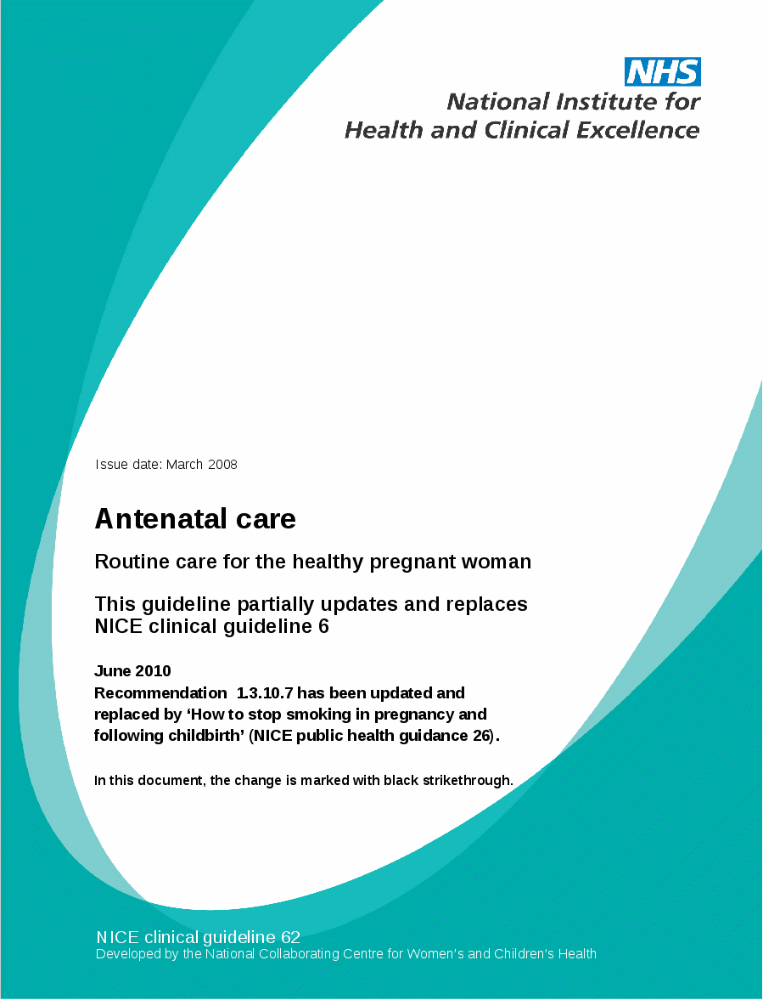 NHS
National Institute for
Health and Clinical Excellence
Issue date: March 2008
Antenatal care
Routine care for the healthy pregnant woman
This guideline partially updates and replaces
NICE clinical guideline 6
June 2010
Recommendation 1.3.10.7 has been updated and
replaced by ‘How to stop smoking in pregnancy and
following childbirth’ (NICE public health guidance 26).
In this document, the change is marked with black strikethrough.
NICE clinical guideline 62
Developed by the National Collaborating Centre for Women’s and Children’s Health